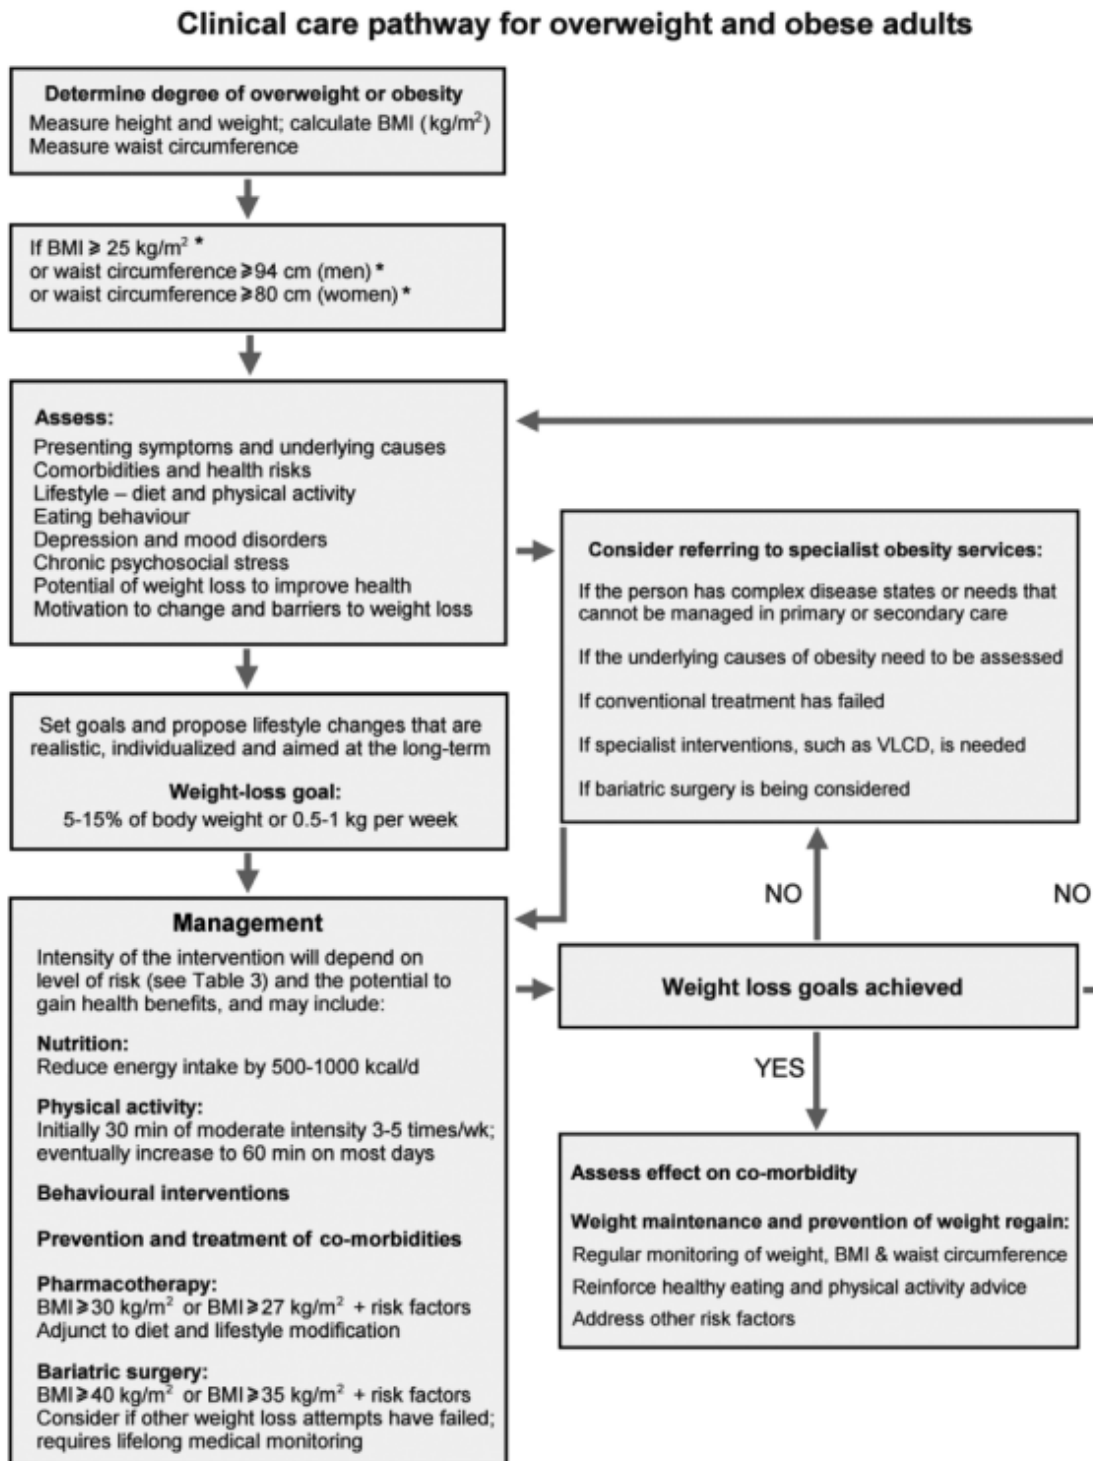 Clinical care pathway for overweight and obese adults
Determine degree of overweight or obesity
Measure height and weight; calculate BMI (kg/m²)
Measure waist circumference
If BMI ⩾ 25 kg/m² *
or waist circumference ⩾94 cm (men) *
or waist circumference ⩾80 cm (women) *
Assess:
Presenting symptoms and underlying causes
Comorbidities and health risks
Lifestyle – diet and physical activity
Eating behaviour
Depression and mood disorders
Chronic psychosocial stress
Potential of weight loss to improve health
Motivation to change and barriers to weight loss
Consider referring to specialist obesity services:
If the person has complex disease states or needs that
cannot be managed in primary or secondary care
If the underlying causes of obesity need to be assessed
If conventional treatment has failed
If specialist interventions, such as VLCD, is needed
If bariatric surgery is being considered
Set goals and propose lifestyle changes that are
realistic, individualized and aimed at the long-term
Weight-loss goal:
5-15% of body weight or 0.5-1 kg per week
Management
Intensity of the intervention will depend on
level of risk (see Table 3) and the potential to
gain health benefits, and may include:
Nutrition:
Reduce energy intake by 500-1000 kcal/d
Physical activity:
Initially 30 min of moderate intensity 3-5 times/wk;
eventually increase to 60 min on most days
Behavioural interventions
Prevention and treatment of co-morbidities
Pharmacotherapy:
BMI⩾30 kg/m² or BMI⩾27 kg/m² + risk factors
Adjunct to diet and lifestyle modification
Bariatric surgery:
BMI⩾40 kg/m² or BMI⩾35 kg/m² + risk factors
Consider if other weight loss attempts have failed;
requires lifelong medical monitoring
NO
NO
Weight loss goals achieved
YES
Assess effect on co-morbidity
Weight maintenance and prevention of weight regain:
Regular monitoring of weight, BMI & waist circumference
Reinforce healthy eating and physical activity advice
Address other risk factors